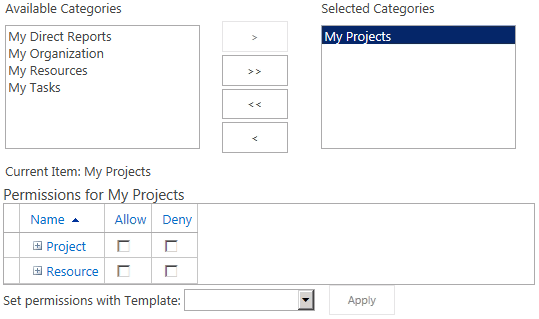 Available Categories
Selected Categories
My Direct Reports
My Organization
My Resources
My Tasks
>
>>
<<
<
My Projects
Current Item: My Projects
Permissions for My Projects
Name Allow Deny
Project
Resource
Set permissions with Template: Apply